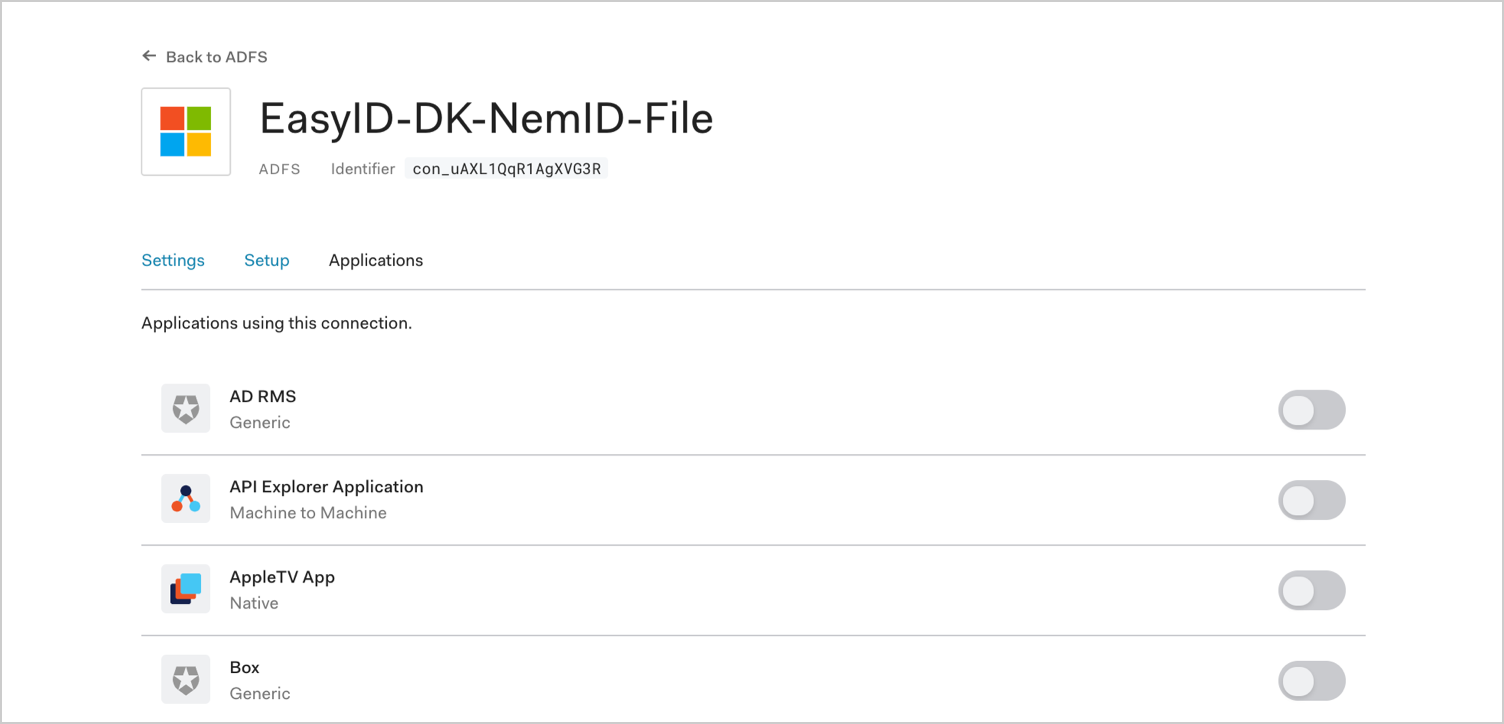 Back to ADFS
EasyID-DK-NemID-File
ADFS Identifier con_uAXL1QqR1AgXVG3R
Settings Setup Applications
Applications using this connection.
AD RMS
Generic
API Explorer Application
Machine to Machine
AppleTV App
Native
Box
Generic